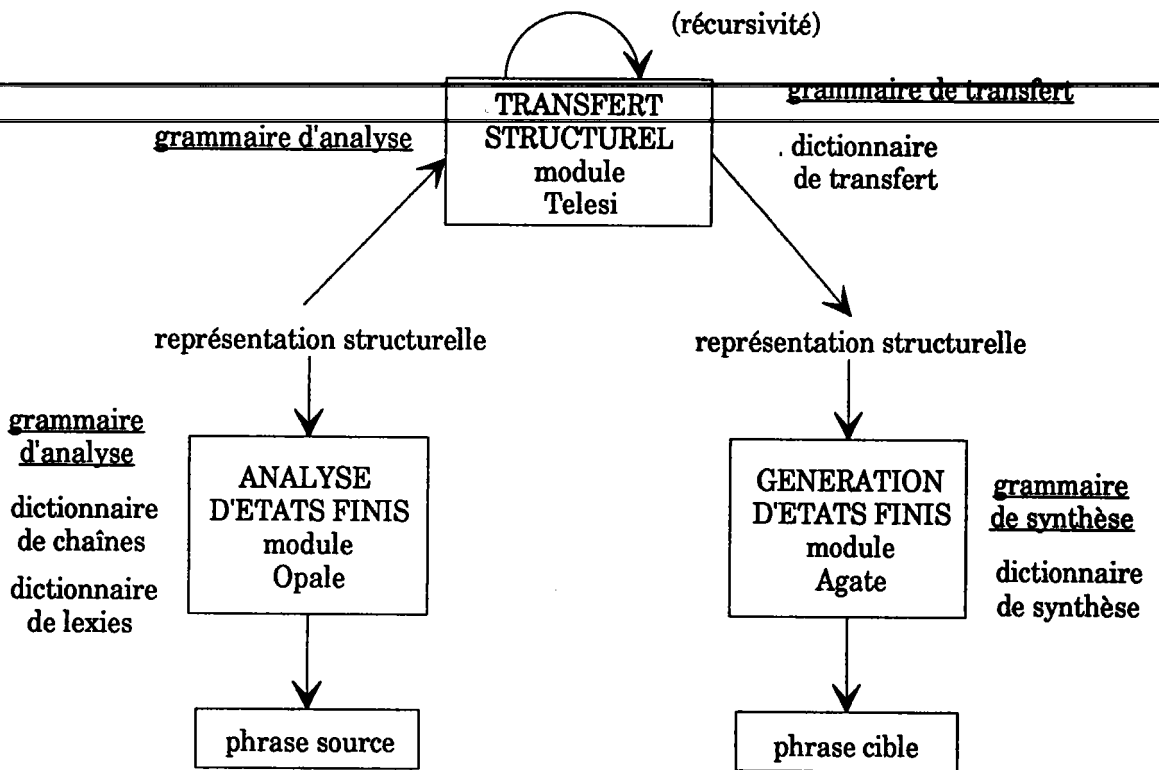 (récursivité)
grammaire de transfert
TRANSFERT
STRUCTUREL
module
Telesi
grammaire d'analyse
dictionnaire
de transfert
représentation structurelle
représentation structurelle
grammaire
d'analyse
dictionnaire
de chaînes
dictionnaire
de lexies
ANALYSE
D'ETATS FINIS
module
Opale
GENERATION
D'ETATS FINIS
module
Agate
grammaire
de synthèse
dictionnaire
de synthèse
phrase source
phrase cible